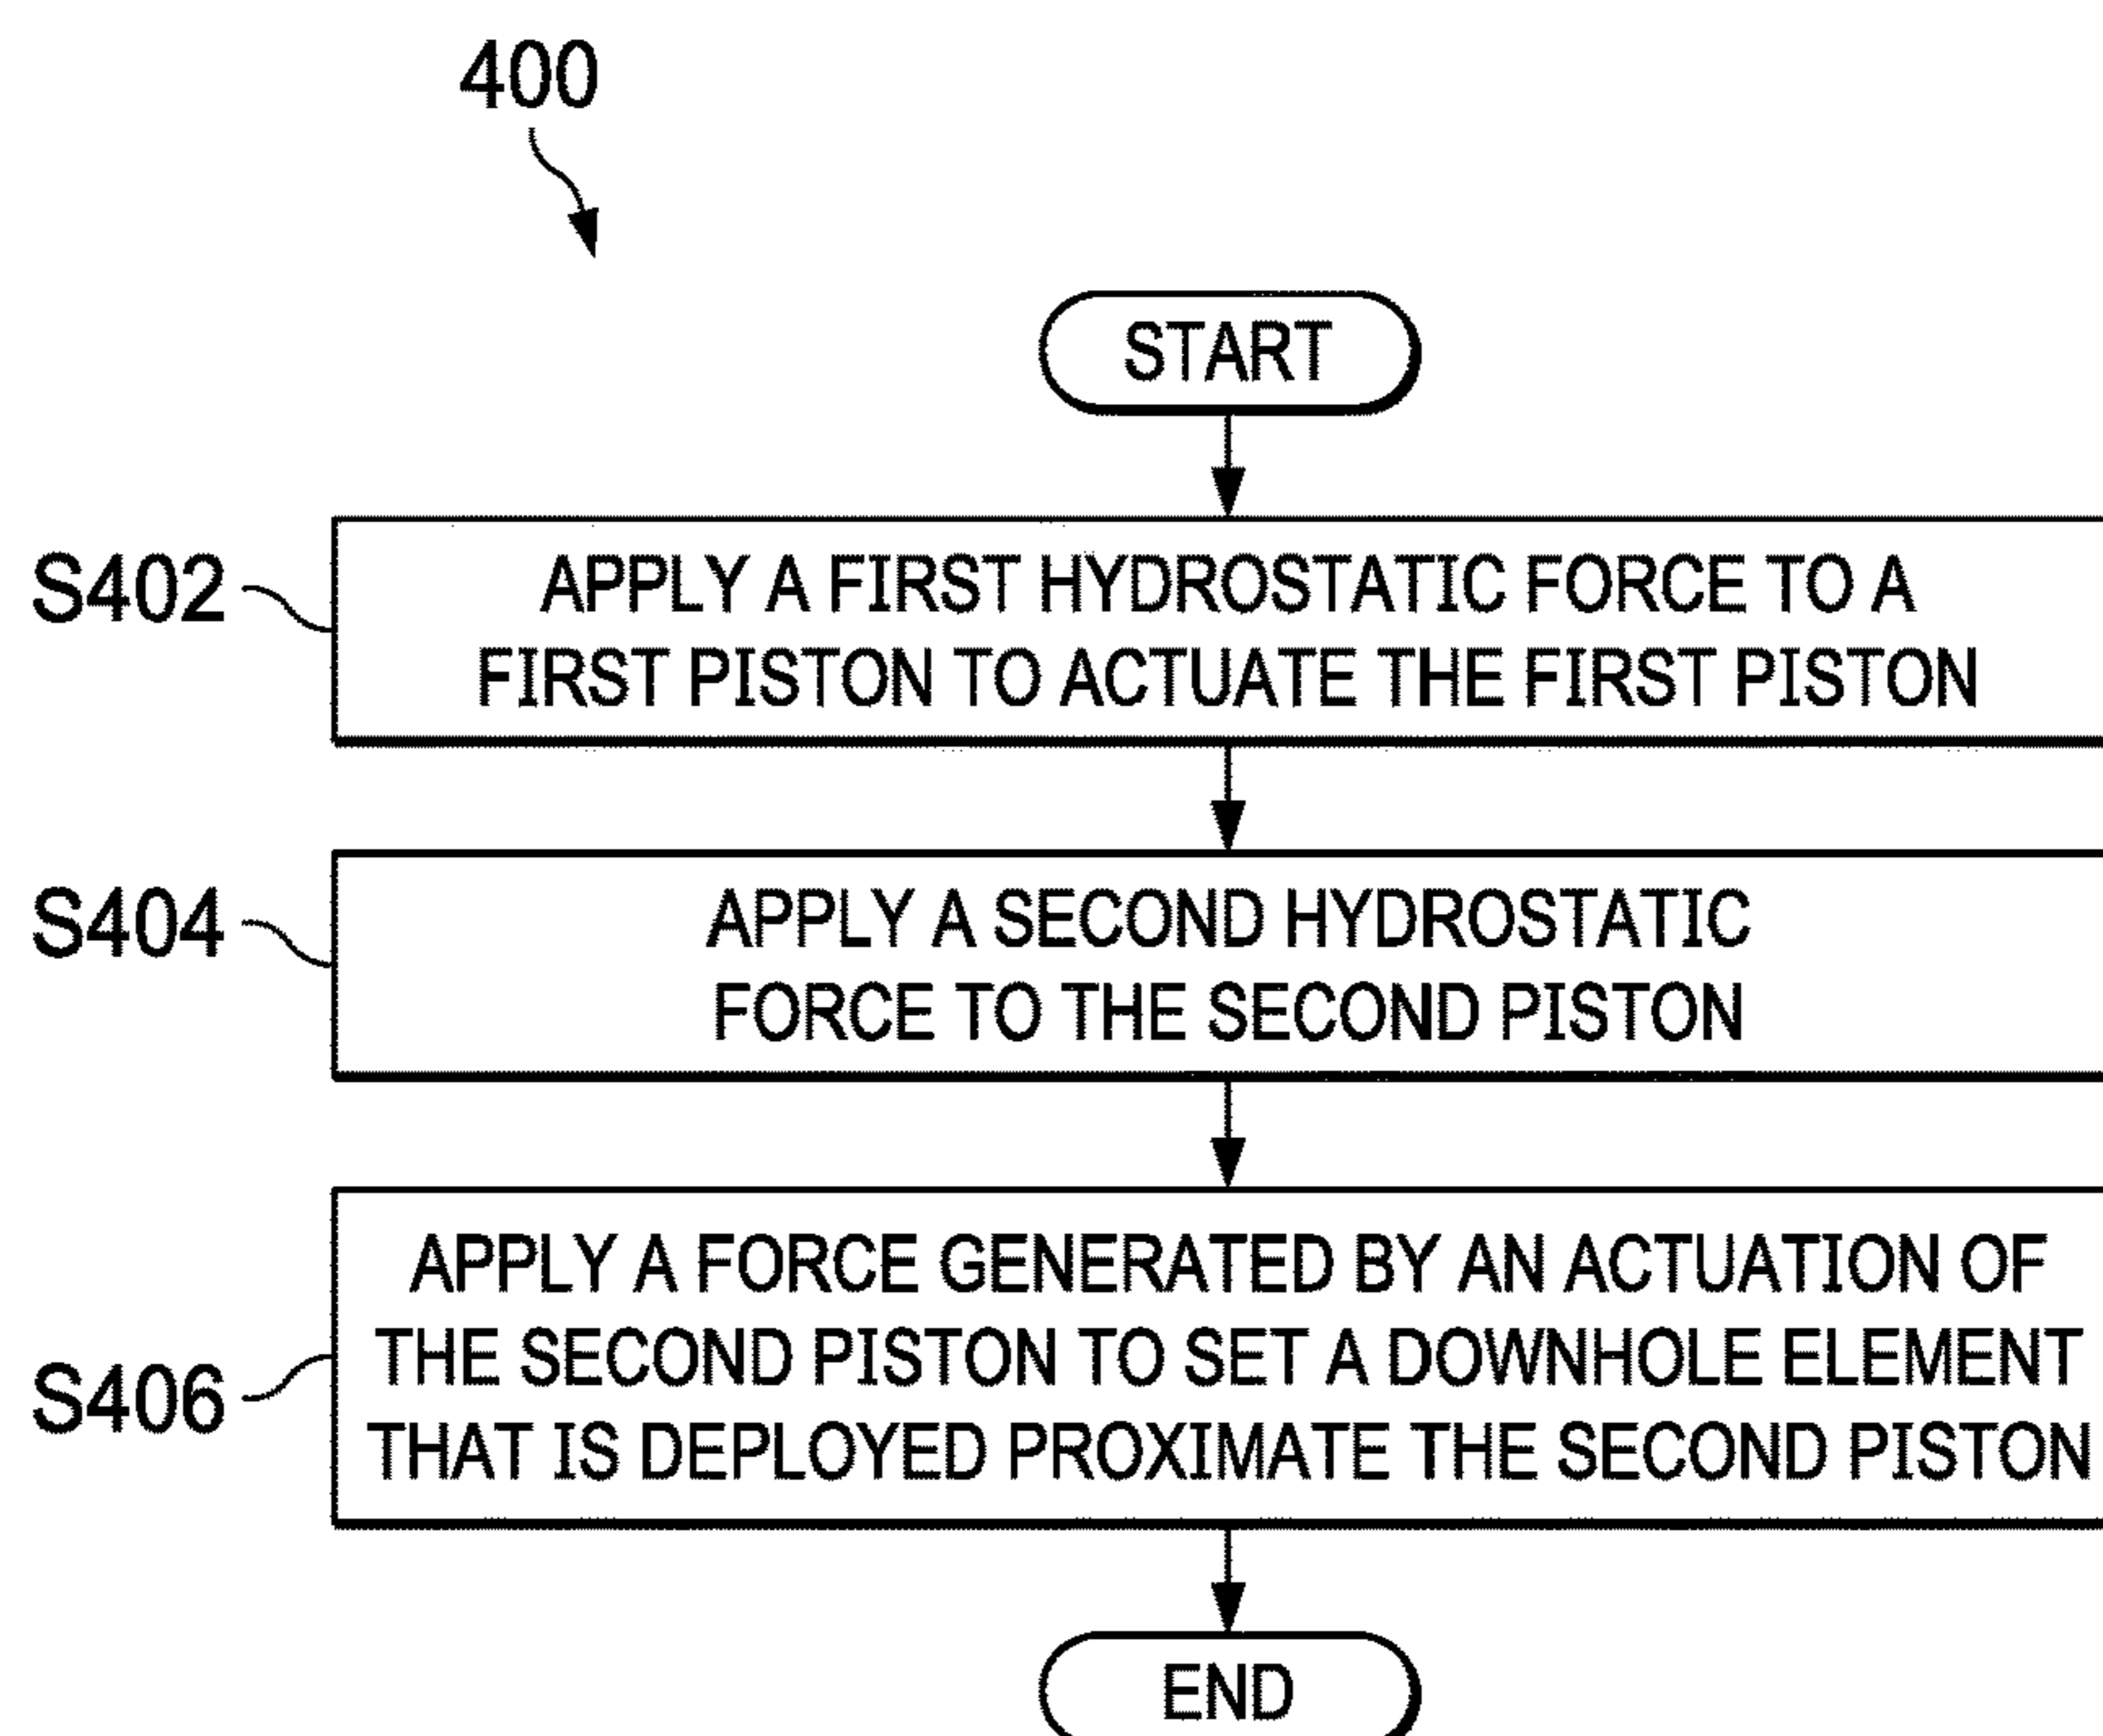 400
START
S402
APPLY A FIRST HYDROSTATIC FORCE TO A
FIRST PISTON TO ACTUATE THE FIRST PISTON
S404
APPLY A SECOND HYDROSTATIC
FORCE TO THE SECOND PISTON
S406
APPLY A FORCE GENERATED BY AN ACTUATION OF
THE SECOND PISTON TO SET A DOWNHOLE ELEMENT
THAT IS DEPLOYED PROXIMATE THE SECOND PISTON
END